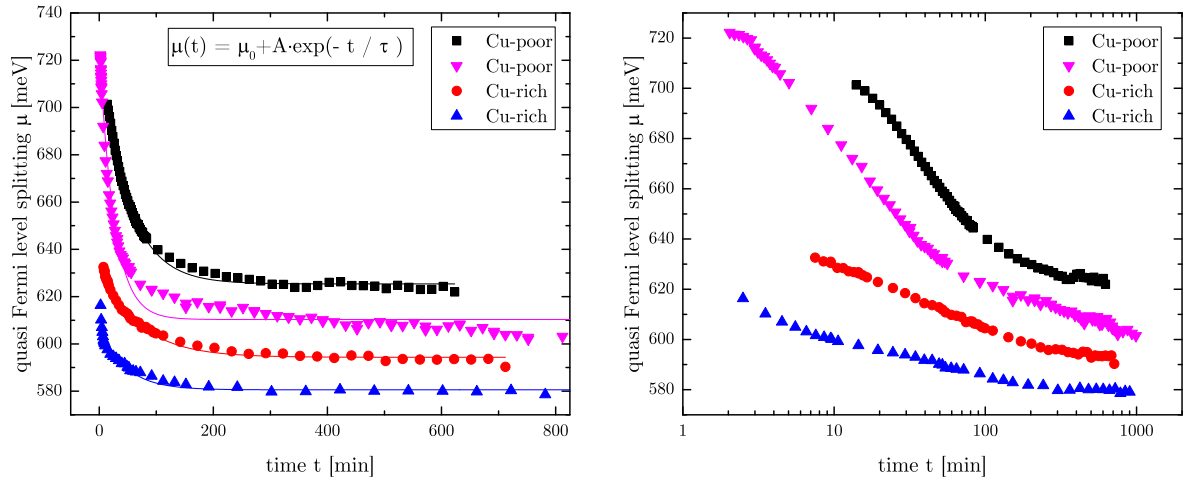 740
720
700
680
660
640
620
600
580
0
200
400
600
800
quasi Fermi level splitting μ [meV]
time t [min]
μ(t) = μ₀+A·exp(- t / τ )
Cu-poor
Cu-poor
Cu-rich
Cu-rich
720
700
680
660
640
620
600
580
1
10
100
1000
quasi Fermi level splitting μ [meV]
time t [min]
Cu-poor
Cu-poor
Cu-rich
Cu-rich